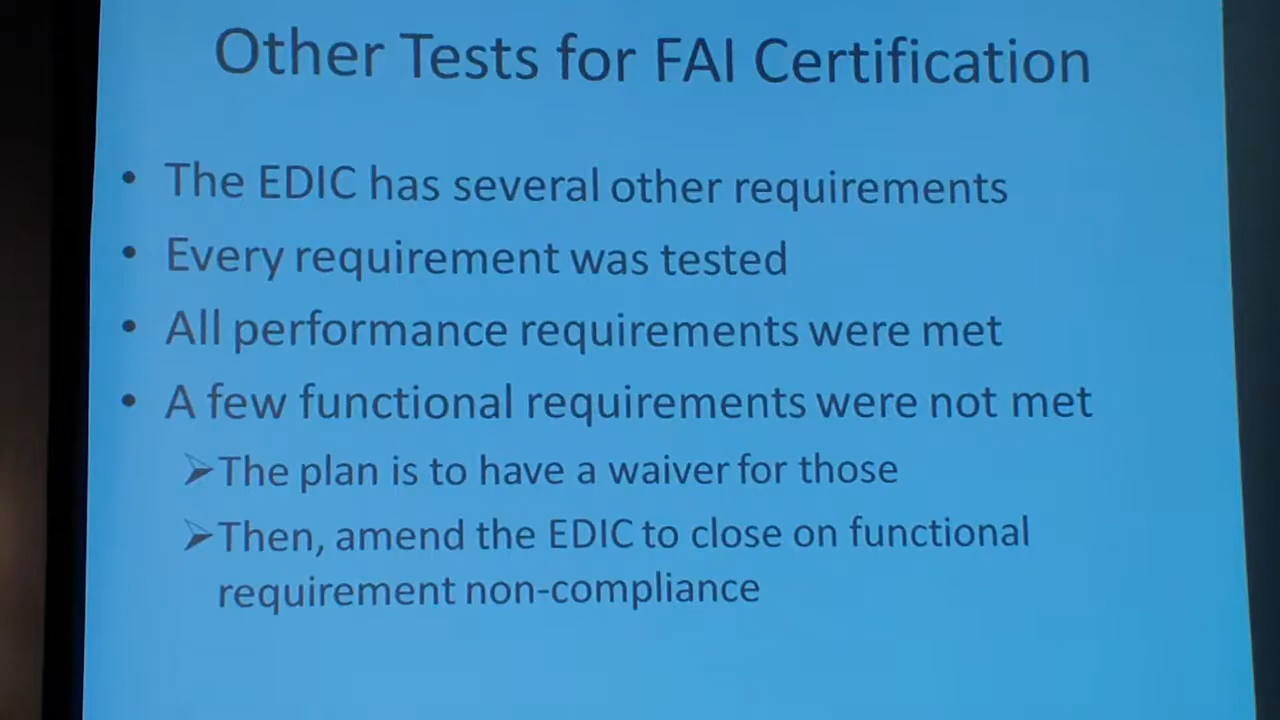 Other Tests for FAI Certification
• The EDIC has several other requirements
• Every requirement was tested
• All performance requirements were met
• A few functional requirements were not met
➢The plan is to have a waiver for those
➢Then, amend the EDIC to close on functional
requirement non-compliance